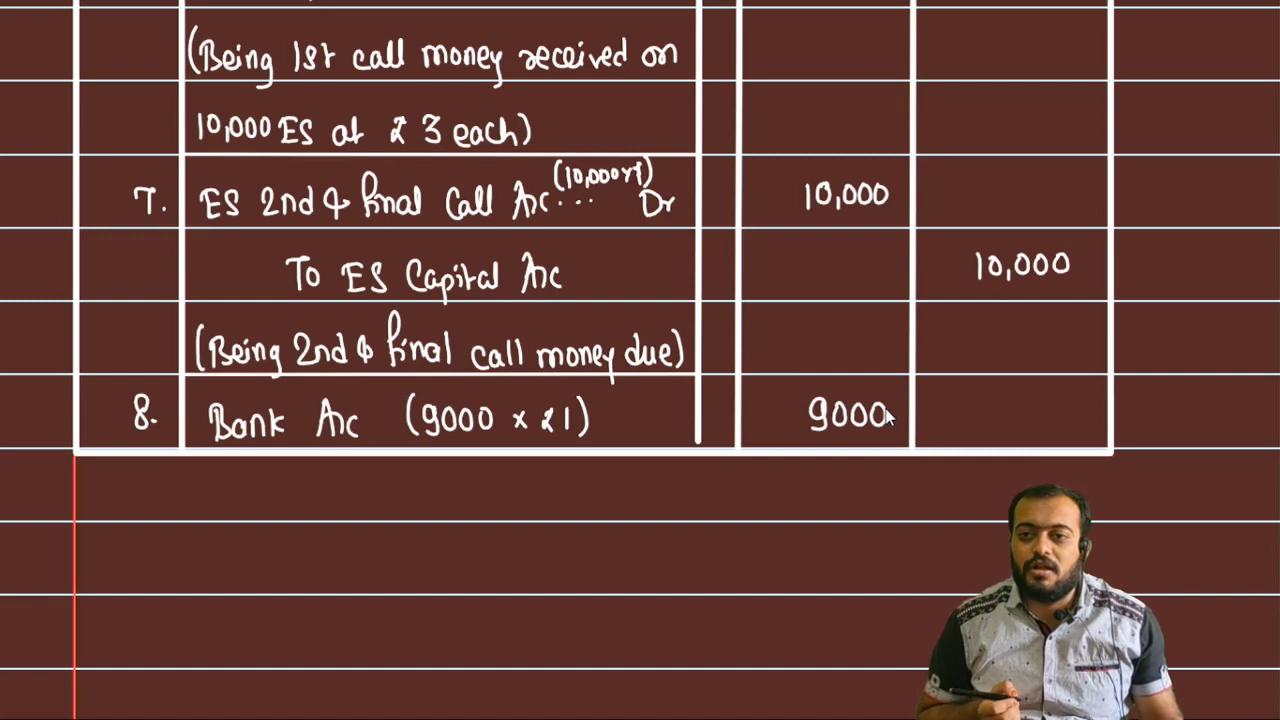 (Being 1st call money received on
10,000 ES at ₹ 3 each)
7. ES 2nd & final Call A/c ... (10,000×1) Dr 10,000
To ES Capital A/c 10,000
(Being 2nd & final call money due)
8. Bank A/c (9000 × ₹1) 9000